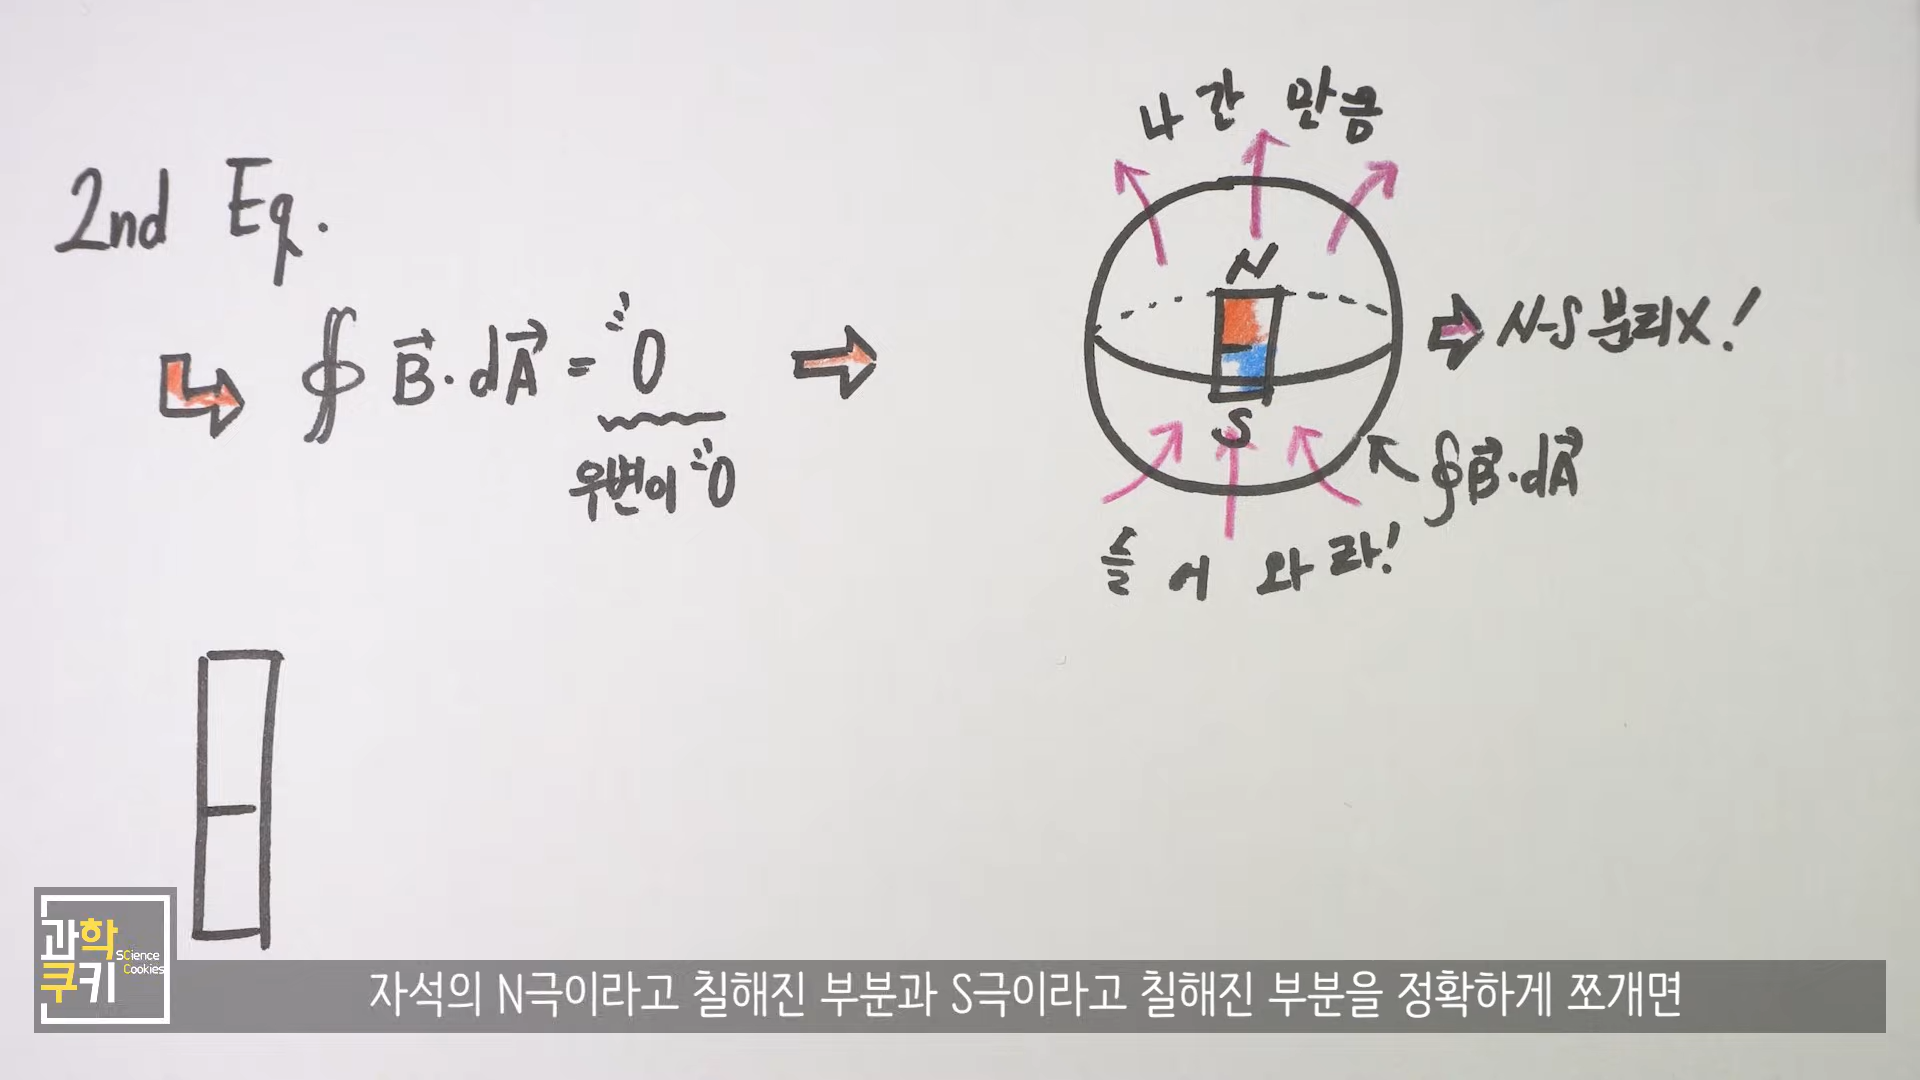 2nd Eq.
∮ B⃗·dA⃗ = "0
우변이 "0
나간 만큼
N
S
들어와라!
N-S 분리X!
∮B⃗·dA⃗
과학
쿠키
SCience
Cookies
자석의 N극이라고 칠해진 부분과 S극이라고 칠해진 부분을 정확하게 쪼개면